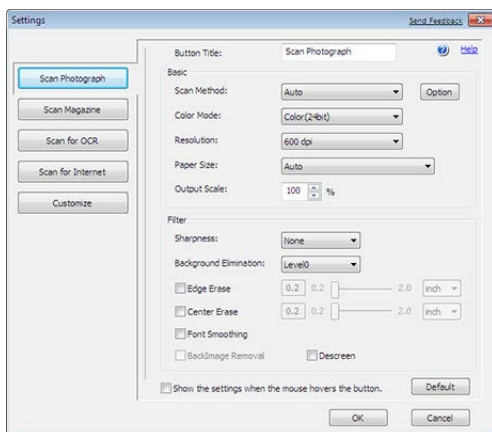 Settings
Send Feedback
Button Title: Scan Photograph Help
Scan Photograph
Scan Magazine
Scan for OCR
Scan for Internet
Customize
Basic
Scan Method: Auto Option
Color Mode: Color(24bit)
Resolution: 600 dpi
Paper Size: Auto
Output Scale: 100 %
Filter
Sharpness: None
Background Elimination: Level0
Edge Erase 0.2 0.2 2.0 inch
Center Erase 0.2 0.2 2.0 inch
Font Smoothing
BackImage Removal Descreen
Show the settings when the mouse hovers the button. Default
OK Cancel